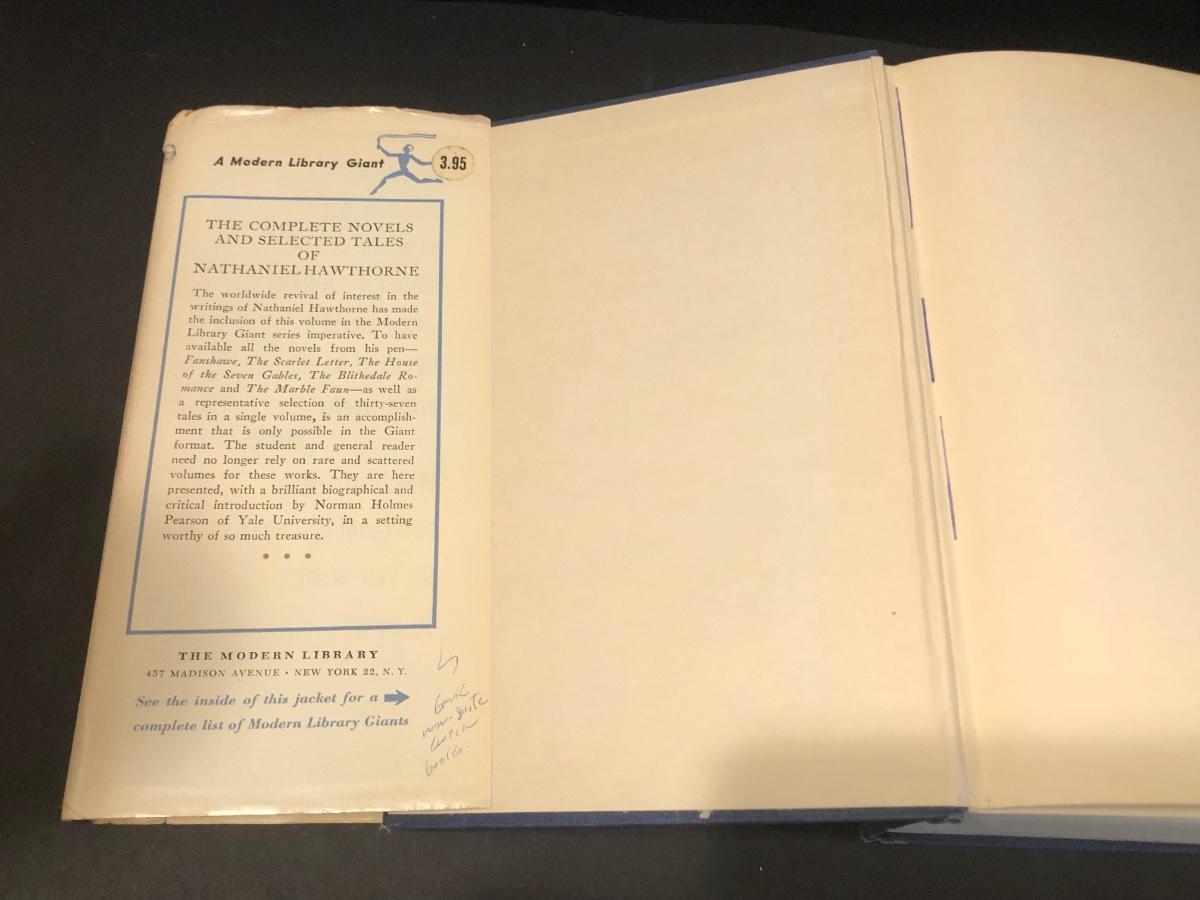 A Modern Library Giant
3.95
THE COMPLETE NOVELS
AND SELECTED TALES
OF
NATHANIEL HAWTHORNE
The worldwide revival of interest in the
writings of Nathaniel Hawthorne has made
the inclusion of this volume in the Modern
Library Giant series imperative. To have
available all the novels from his pen—
Fanshawe, The Scarlet Letter, The House
of the Seven Gables, The Blithedale Ro-
mance and The Marble Faun—as well as
a representative selection of thirty-seven
tales in a single volume, is an accomplish-
ment that is only possible in the Giant
format. The student and general reader
need no longer rely on rare and scattered
volumes for these works. They are here
presented, with a brilliant biographical and
critical introduction by Norman Holmes
Pearson of Yale University, in a setting
worthy of so much treasure.
* * *
THE MODERN LIBRARY
457 MADISON AVENUE · NEW YORK 22, N. Y.
See the inside of this jacket for a
complete list of Modern Library Giants
books.